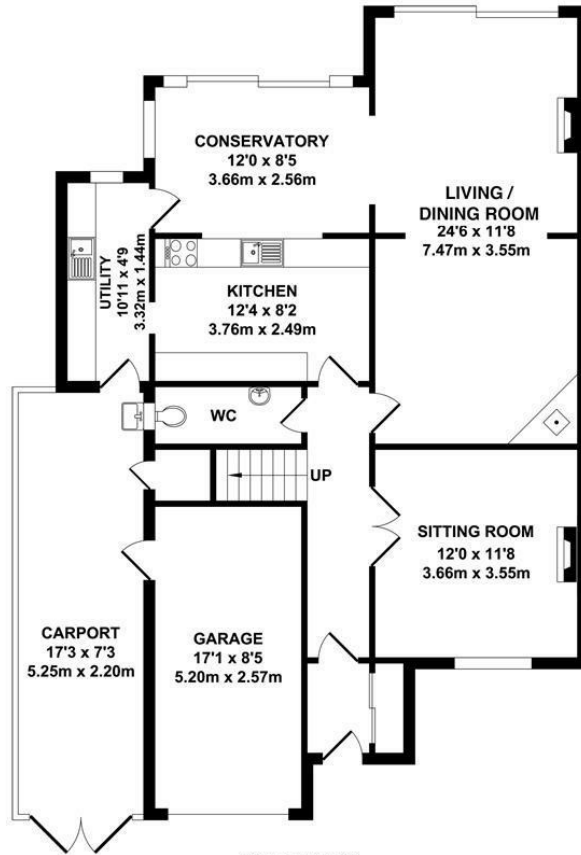 CONSERVATORY
12'0 x 8'5
3.66m x 2.56m
LIVING /
DINING ROOM
24'6 x 11'8
7.47m x 3.55m
UTILITY
10'11 x 4'9
3.32m x 1.44m
KITCHEN
12'4 x 8'2
3.76m x 2.49m
WC
UP
SITTING ROOM
12'0 x 11'8
3.66m x 3.55m
CARPORT
17'3 x 7'3
5.25m x 2.20m
GARAGE
17'1 x 8'5
5.20m x 2.57m